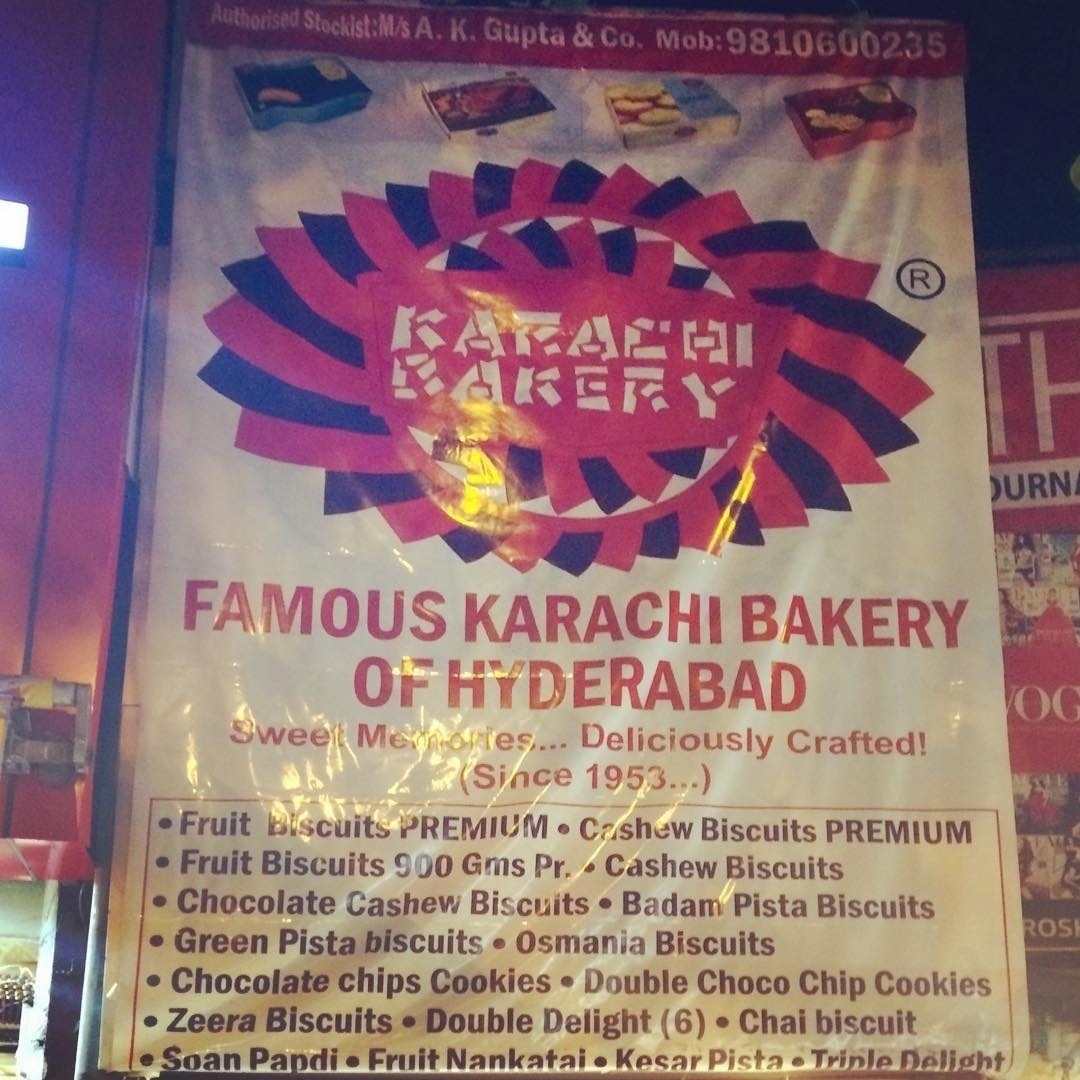 Authorised Stockist:M/s A. K. Gupta & Co. Mob:9810600235
KARACHI
BAKERY
®
FAMOUS KARACHI BAKERY
OF HYDERABAD
Sweet Memories... Deliciously Crafted!
(Since 1953...)
• Fruit Biscuits PREMIUM • Cashew Biscuits PREMIUM
• Fruit Biscuits 900 Gms Pr. • Cashew Biscuits
• Chocolate Cashew Biscuits • Badam Pista Biscuits
• Green Pista biscuits • Osmania Biscuits
• Chocolate chips Cookies • Double Choco Chip Cookies
• Zeera Biscuits • Double Delight (6) • Chai biscuit
• Soan Papdi • Fruit Nankatai • Kesar Pista • Triple Delight
TH
OURNA
VOG
ROSH